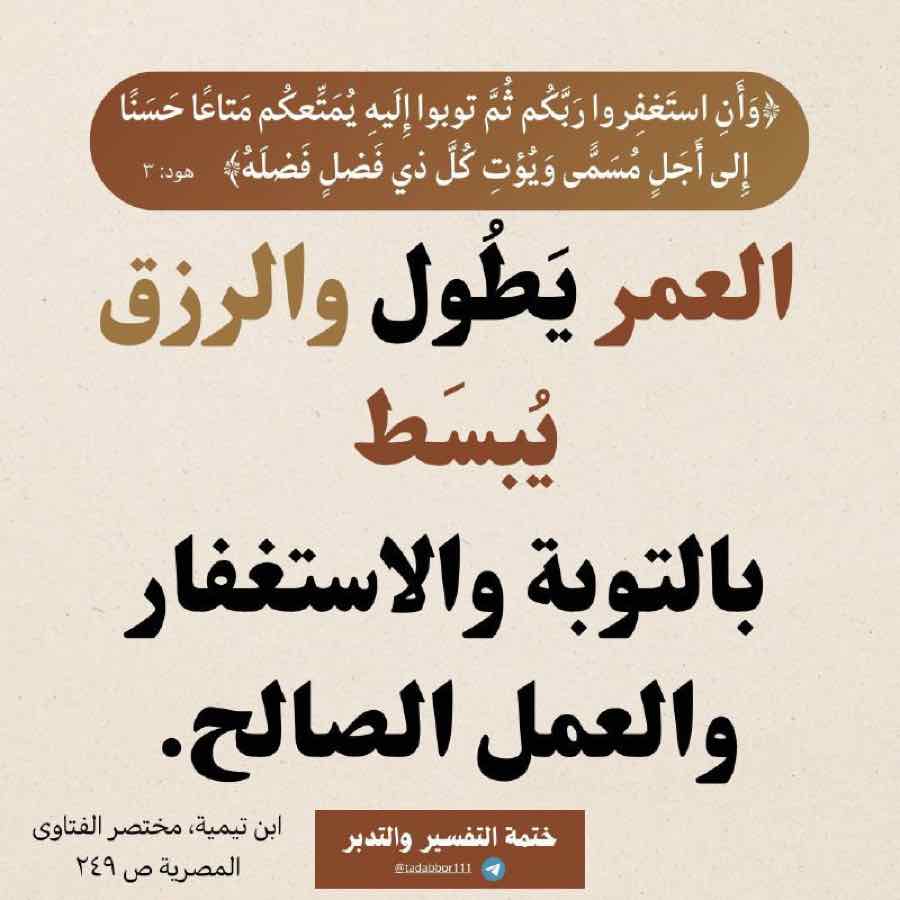 ﴿وَأَنِ استَغفِروا رَبَّكُم ثُمَّ توبوا إِلَيهِ يُمَتِّعكُم مَتاعًا حَسَنًا
إِلى أَجَلٍ مُسَمًّى وَيُؤتِ كُلَّ ذي فَضلٍ فَضلَهُ﴾ هود: ٣
العمر يَطُول والرزق
يُبسَط
بالتوبة والاستغفار
والعمل الصالح.
ختمة التفسير والتدبر
@tadabbor111
ابن تيمية، مختصر الفتاوى
المصرية ص ٢٤٩